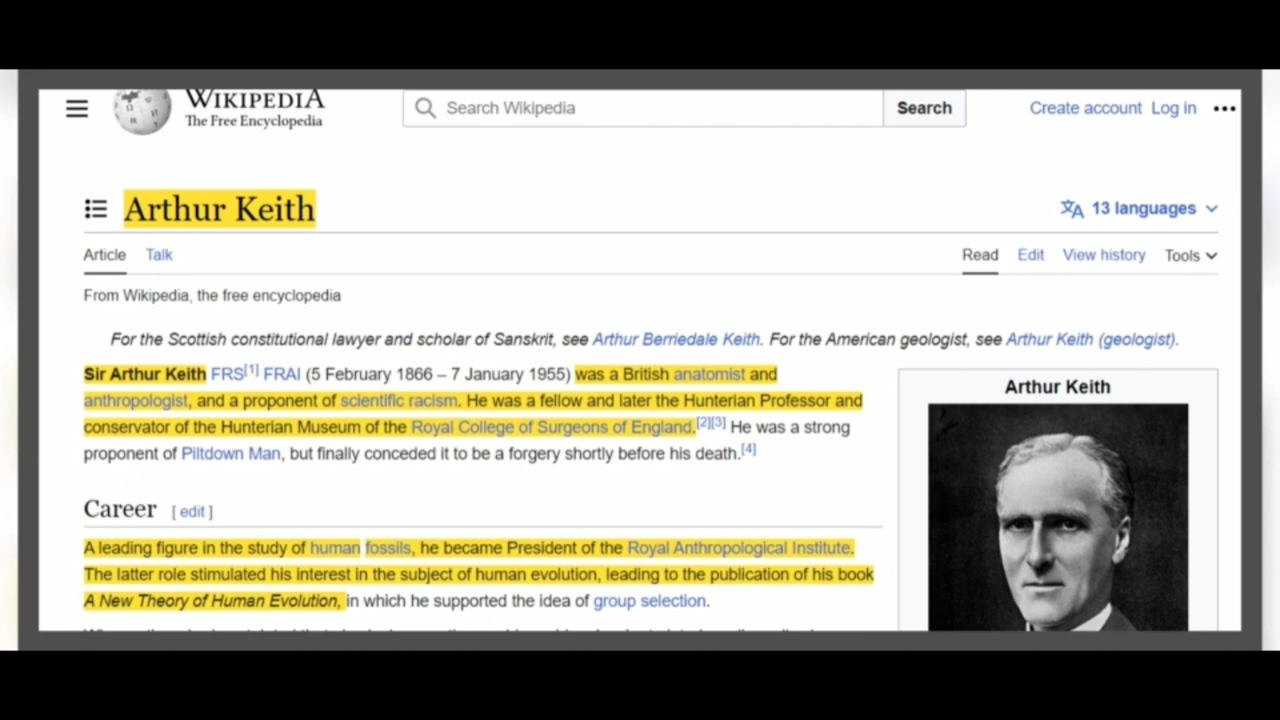 WIKIPEDIA
The Free Encyclopedia
Search Wikipedia
Search
Create account Log in
Arthur Keith
13 languages
Article Talk
Read Edit View history Tools
From Wikipedia, the free encyclopedia
For the Scottish constitutional lawyer and scholar of Sanskrit, see Arthur Berriedale Keith. For the American geologist, see Arthur Keith (geologist).
Sir Arthur Keith FRS[1] FRAI (5 February 1866 – 7 January 1955) was a British anatomist and
anthropologist, and a proponent of scientific racism. He was a fellow and later the Hunterian Professor and
conservator of the Hunterian Museum of the Royal College of Surgeons of England.[2][3] He was a strong
proponent of Piltdown Man, but finally conceded it to be a forgery shortly before his death.[4]
Arthur Keith
Career [ edit ]
A leading figure in the study of human fossils, he became President of the Royal Anthropological Institute.
The latter role stimulated his interest in the subject of human evolution, leading to the publication of his book
A New Theory of Human Evolution, in which he supported the idea of group selection.